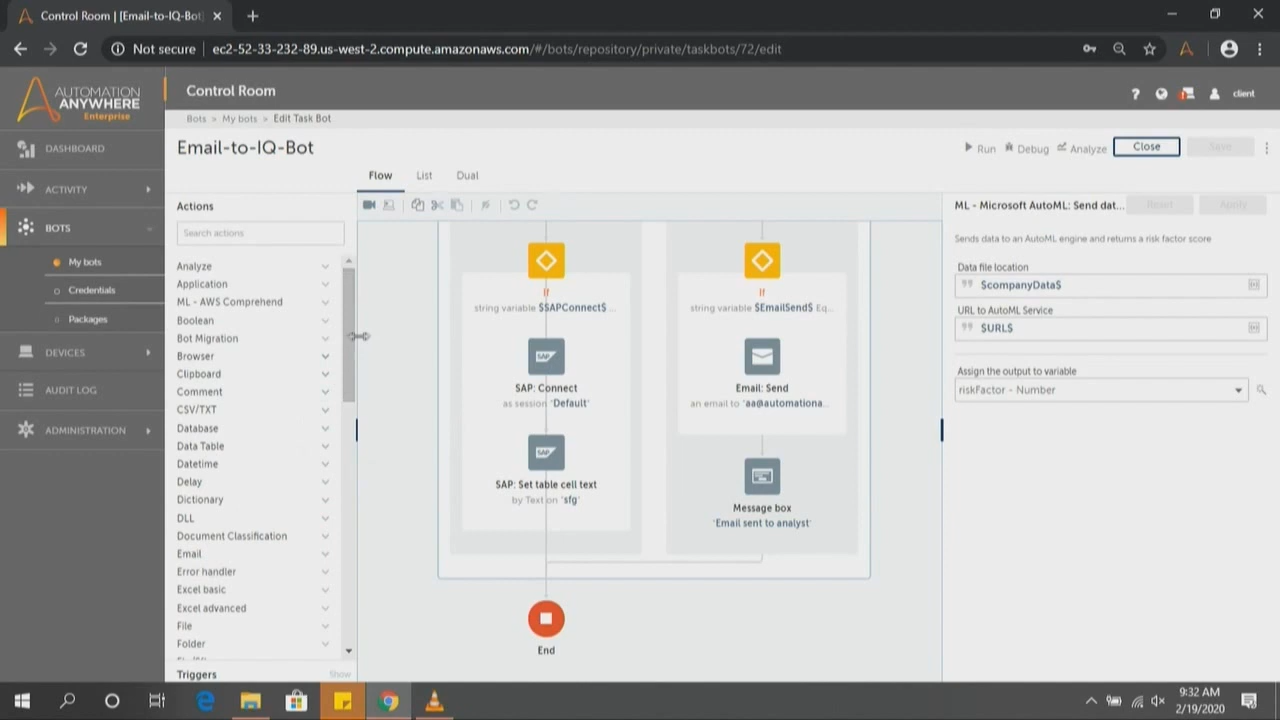 Control Room | [Email-to-IQ-Bot]
Not secure
ec2-52-33-232-89.us-west-2.compute.amazonaws.com/#/bots/repository/private/taskbots/72/edit
AUTOMATION
ANYWHERE
Enterprise
Control Room
client
Bots > My bots > Edit Task Bot
DASHBOARD
Email-to-IQ-Bot
Run
Debug
Analyze
Close
Save
ACTIVITY
Flow
List
Dual
BOTS
My bots
Credentials
Packages
DEVICES
AUDIT LOG
ADMINISTRATION
Actions
Search actions
Analyze
Application
ML - AWS Comprehend
Boolean
Bot Migration
Browser
Clipboard
Comment
CSV/TXT
Database
Data Table
Datetime
Delay
Dictionary
DLL
Document Classification
Email
Error handler
Excel basic
Excel advanced
File
Folder
Triggers
Show
If
string variable $$APConnect$ ...
SAP
SAP: Connect
as session 'Default'
SAP
SAP: Set table cell text
by Text on 'sfg'
If
string variable $EmailSend$ Eq...
Email: Send
an email to 'aa@automationa...
Message box
'Email sent to analyst'
End
ML - Microsoft AutoML: Send dat...
Reset
Apply
Sends data to an AutoML engine and returns a risk factor score
Data file location
$companyData$
URL to AutoML Service
$URL$
Assign the output to variable
riskFactor - Number
9:32 AM
2/19/2020